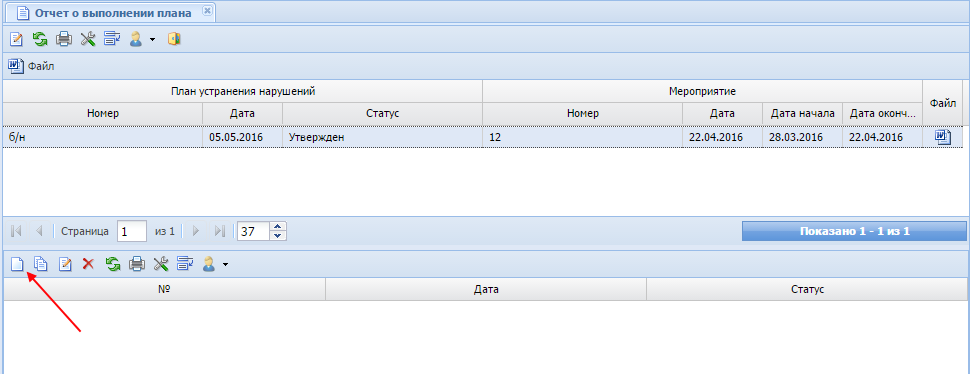 Отчет о выполнении плана
Файл
План устранения нарушений Мероприятие Файл
Номер Дата Статус Номер Дата Дата начала Дата оконч...
б/н 05.05.2016 Утвержден 12 22.04.2016 28.03.2016 22.04.2016
Страница 1 из 1 37 Показано 1 - 1 из 1
№ Дата Статус